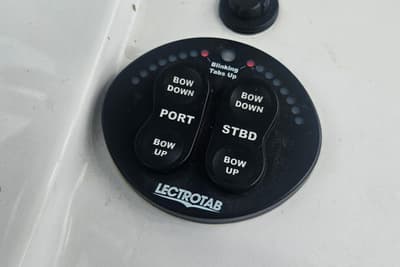 Blinking
Tabs Up
BOW
DOWN
PORT
BOW
UP
BOW
DOWN
STBD
BOW
UP
LECTROTAB